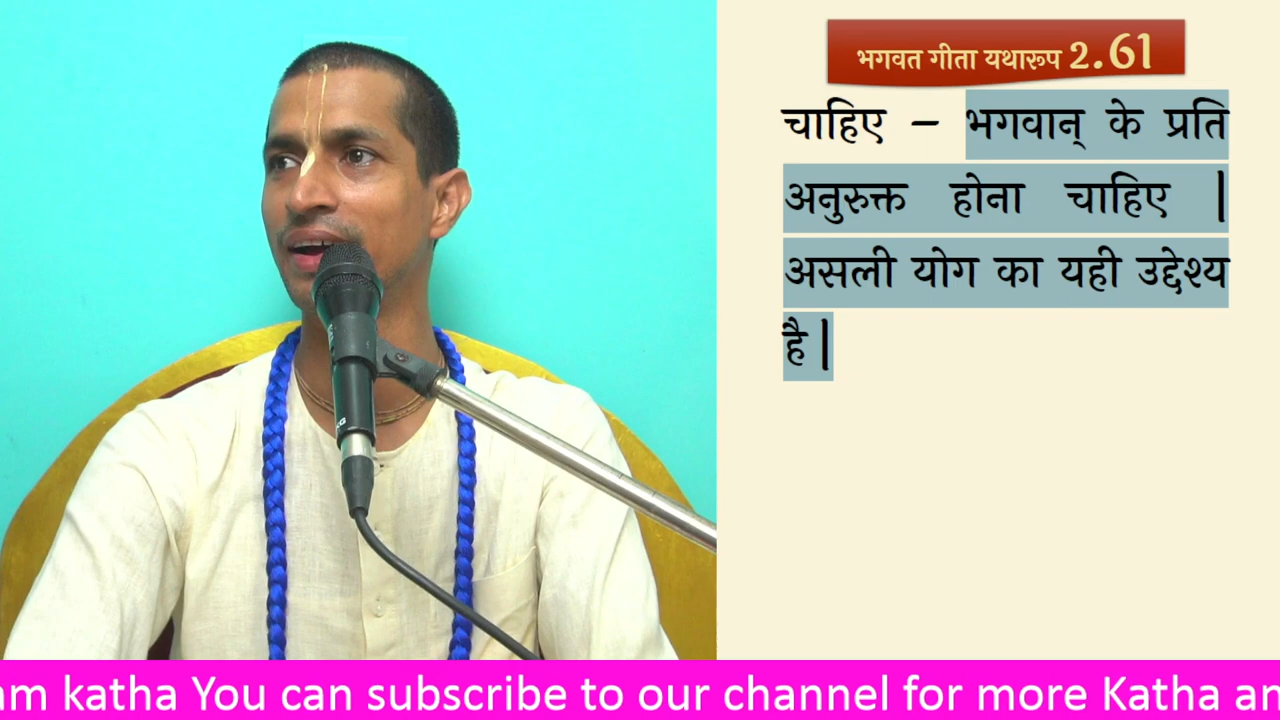 भगवत गीता यथारूप 2.61
चाहिए – भगवान् के प्रति
अनुरुक्त होना चाहिए |
असली योग का यही उद्देश्य
है |
am katha You can subscribe to our channel for more Katha an